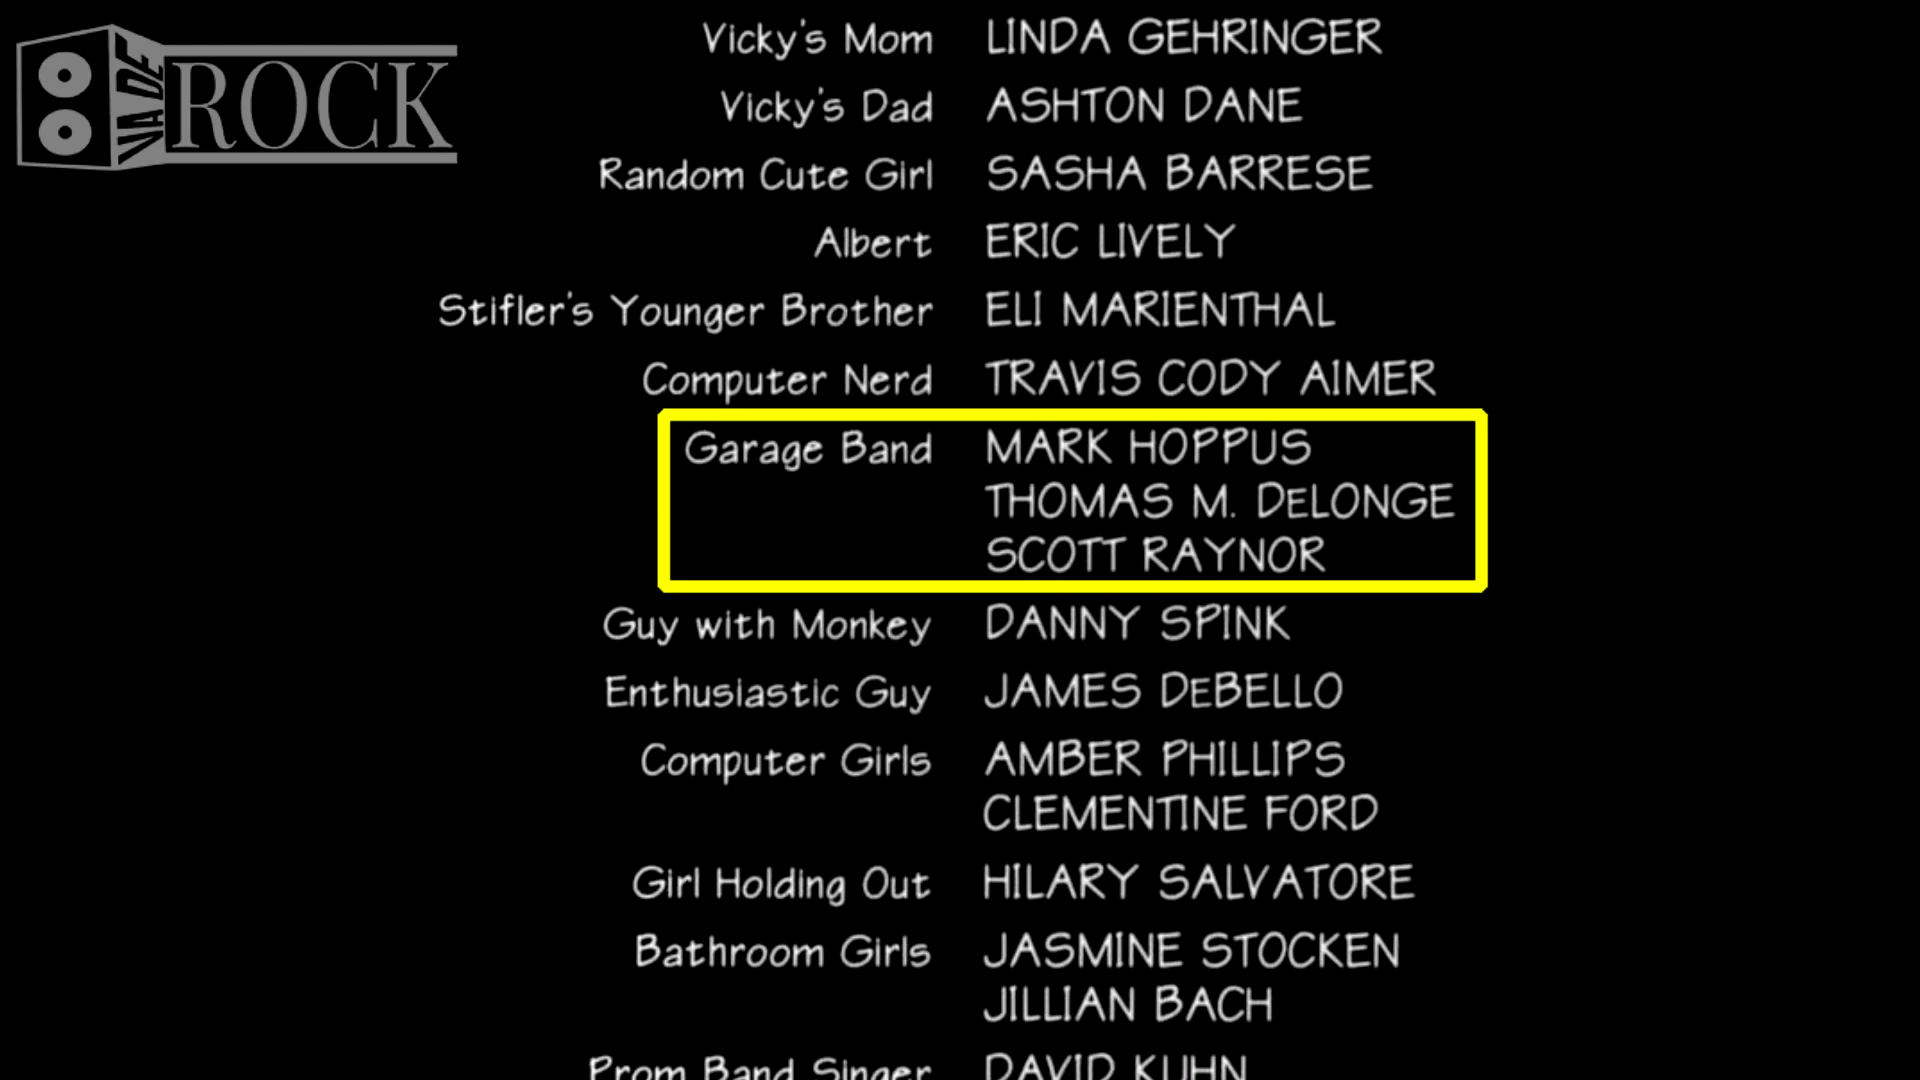 VA DE ROCK
Vicky's Mom LINDA GEHRINGER
Vicky's Dad ASHTON DANE
Random Cute Girl SASHA BARRESE
Albert ERIC LIVELY
Stifler's Younger Brother ELI MARIENTHAL
Computer Nerd TRAVIS CODY AIMER
Garage Band MARK HOPPUS
THOMAS M. DeLONGE
SCOTT RAYNOR
Guy with Monkey DANNY SPINK
Enthusiastic Guy JAMES DeBELLO
Computer Girls AMBER PHILLIPS
CLEMENTINE FORD
Girl Holding Out HILARY SALVATORE
Bathroom Girls JASMINE STOCKEN
JILLIAN BACH
Prom Band Singer DAVID KUHN